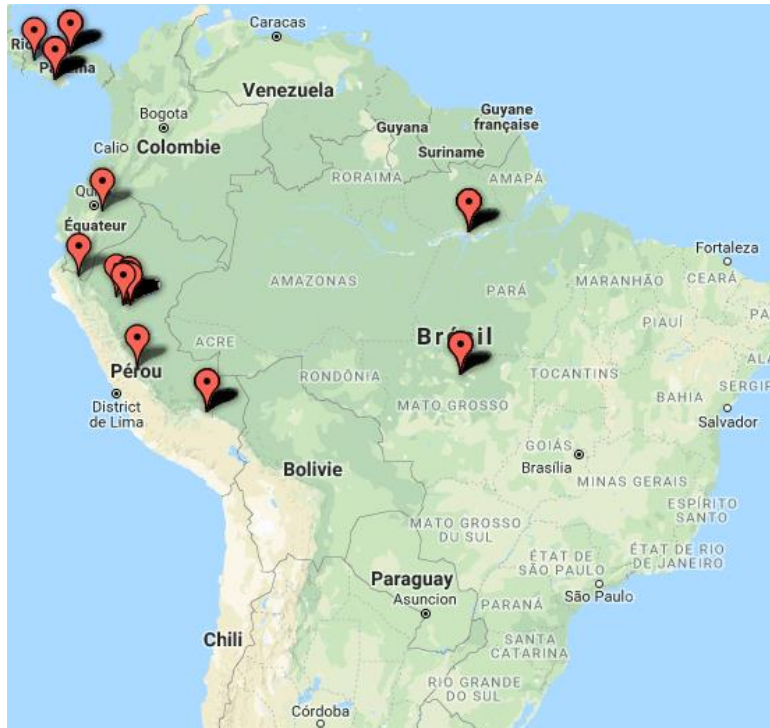 Caracas
Panama
Venezuela
Guyane
française
Guyana
Suriname
Bogota
Cali
Colombie
RORAIMA
AMAPÁ
Équateur
Fortaleza
AMAZONAS
PARÁ
MARANHÃO
CEARÁ
PIAUÍ
Brésil
ACRE
Pérou
RONDÔNIA
TOCANTINS
MATO GROSSO
BAHIA
SERGIP
District
de Lima
Salvador
GOIÁS
Brasília
Bolivie
MINAS GERAIS
ESPÍRITO
SANTO
MATO GROSSO
DO SUL
ÉTAT DE
SÃO PAULO
ÉTAT DE RIO
DE JANEIRO
Paraguay
Asuncion
PARANÁ
São Paulo
Chili
SANTA
CATARINA
RIO GRANDE
DO SUL
Córdoba